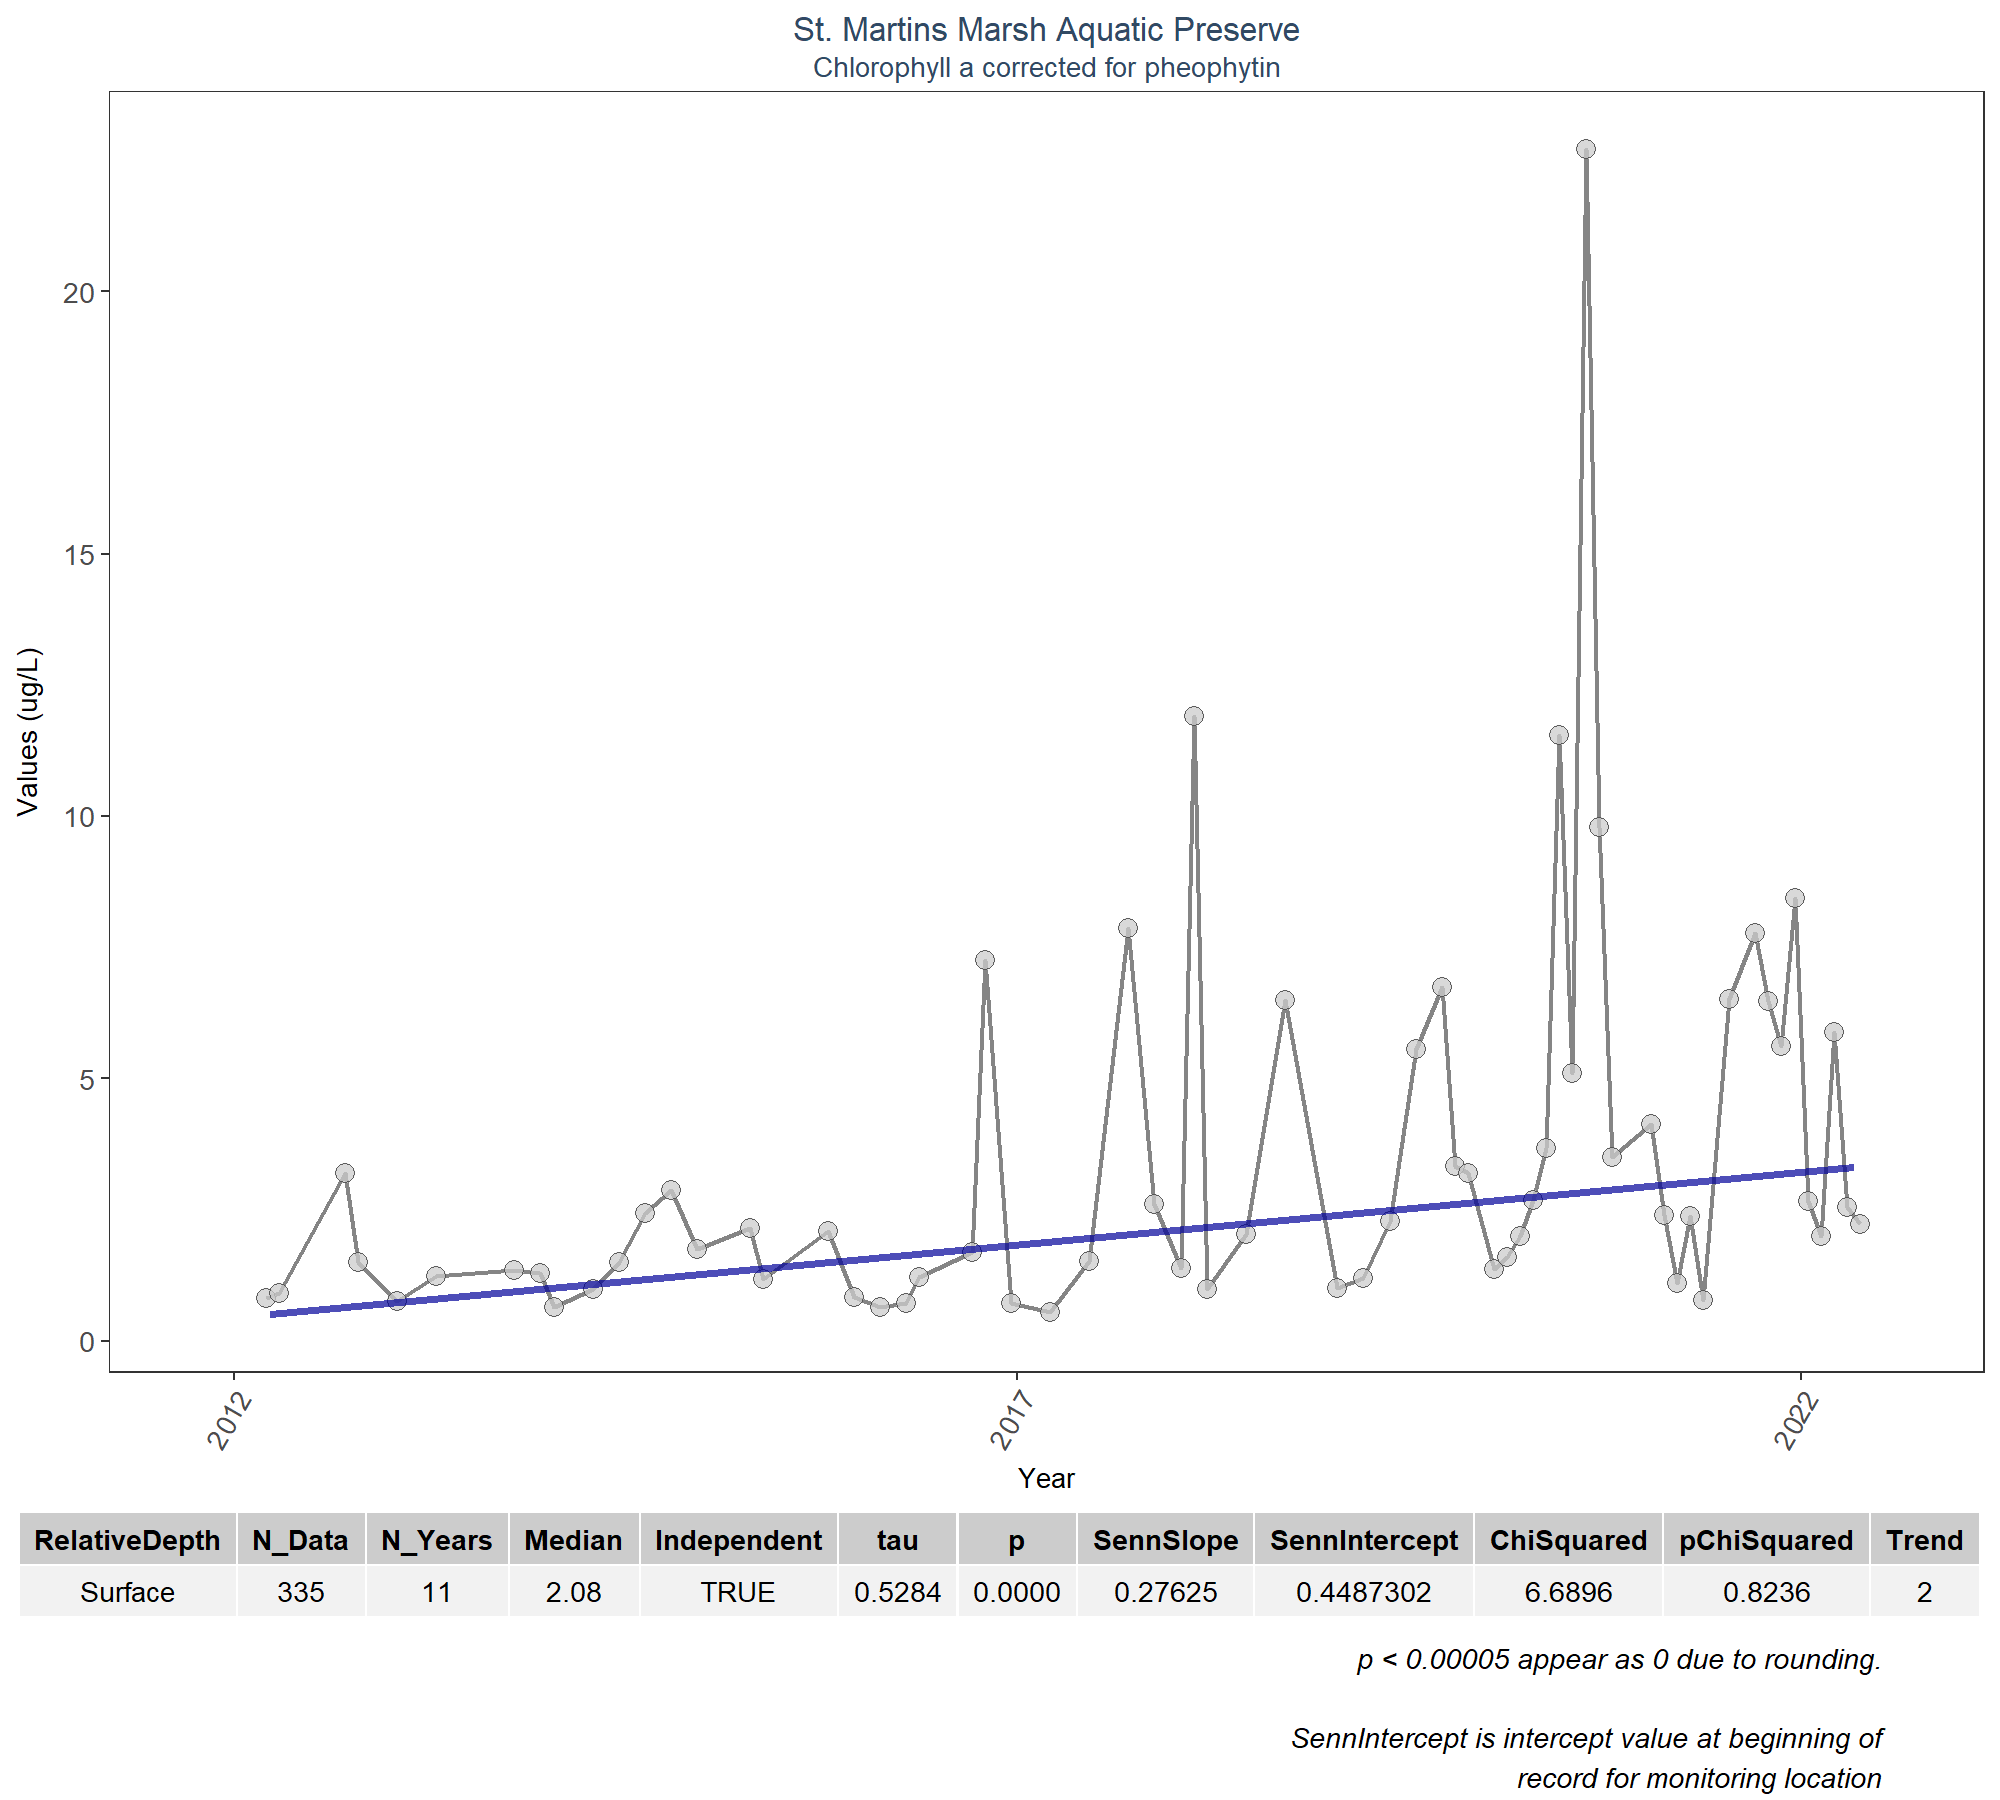 St. Martins Marsh Aquatic Preserve
Chlorophyll a corrected for pheophytin
Values (ug/L)
20
15
10
5
0
2012
2017
2022
Year
RelativeDepth N_Data N_Years Median Independent tau p SennSlope SennIntercept ChiSquared pChiSquared Trend
Surface 335 11 2.08 TRUE 0.5284 0.0000 0.27625 0.4487302 6.6896 0.8236 2
p < 0.00005 appear as 0 due to rounding.
SennIntercept is intercept value at beginning of
record for monitoring location